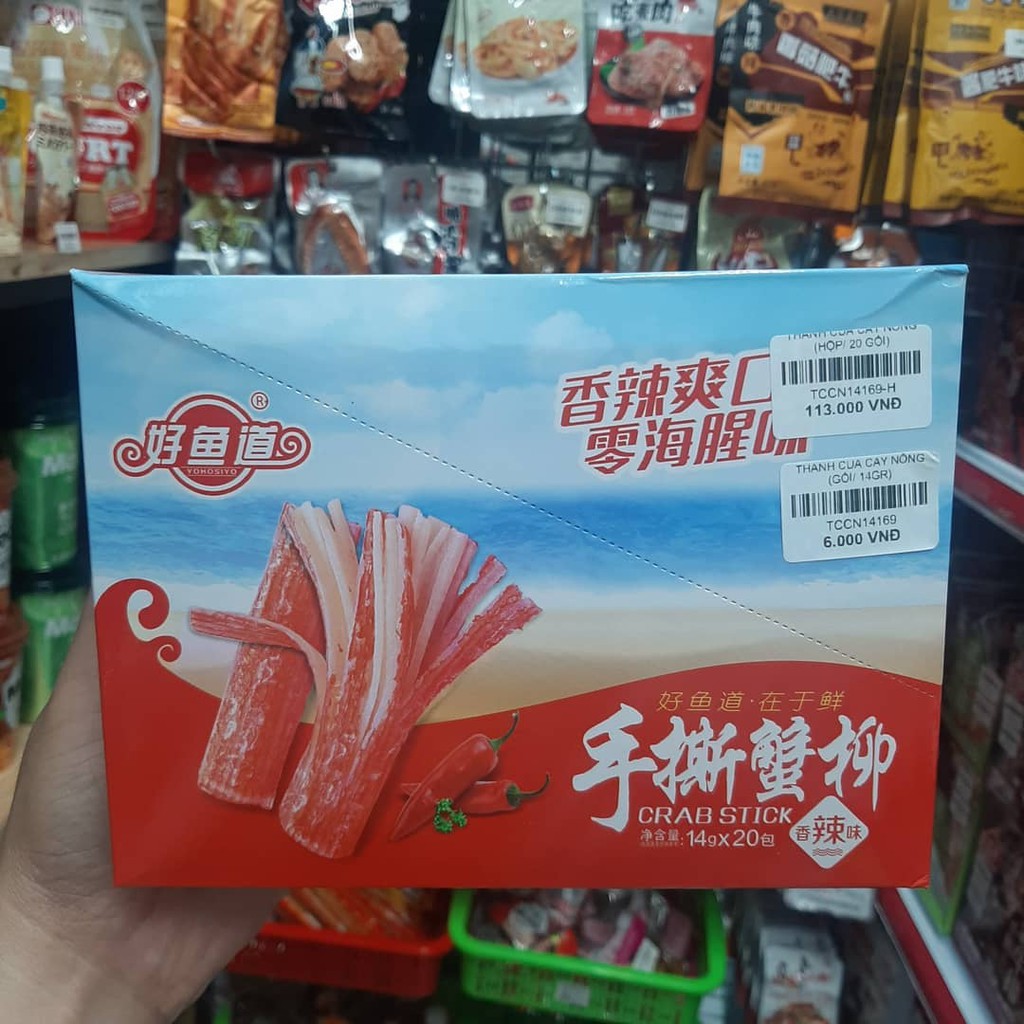 好鱼道
®
YOHOSIYO
香辣爽口
零海腥味
THANH CUA CAY NỒNG
(HỘP/ 20 GÓI)
TCCN14169-H
113.000 VNĐ
THANH CUA CAY NỒNG
(GÓI/ 14GR)
TCCN14169
6.000 VNĐ
好鱼道·在于鲜
手撕蟹柳
CRAB STICK
净含量: 14g×20包
香辣味